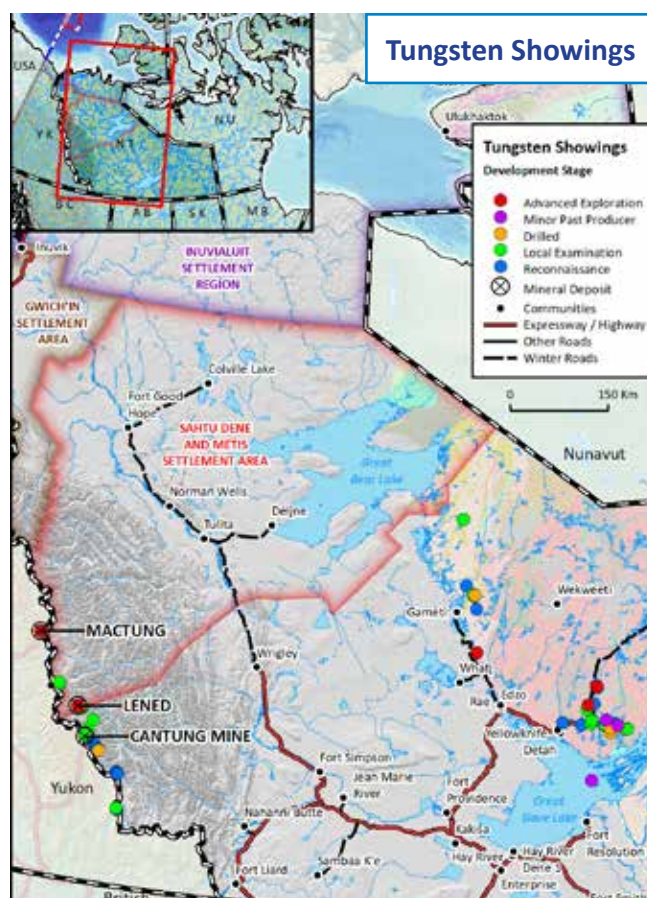 Tungsten Showings
USA
YK
NT
NU
BC
AB
SK
MB
Ulukhaktok
Tungsten Showings
Development Stage
Advanced Exploration
Minor Past Producer
Drilled
Local Examination
Reconnaissance
Mineral Deposit
Communities
Expressway / Highway
Other Roads
Winter Roads
0 150 Km
Inuvik
INUVIALUIT
SETTLEMENT
REGION
GWICH'IN
SETTLEMENT
AREA
Colville Lake
Fort Good
Hope
SAHTU DENE
AND METIS
SETTLEMENT AREA
Great
Bear Lake
Nunavut
Norman Wells
Deline
Tulita
Wekweeti
Gameti
MACTUNG
Wrigley
Whati
LENED
Rae
Edzo
CANTUNG MINE
Yellowknife
Detah
Yukon
Fort Simpson
Jean Marie
River
Fort
Providence
Great
Slave Lake
Nahanni Butte
Kakisa
Fort
Resolution
Sambaa K'e
Hay River
Hay River
Dene 1
Fort Liard
Enterprise
Fort Smith
British